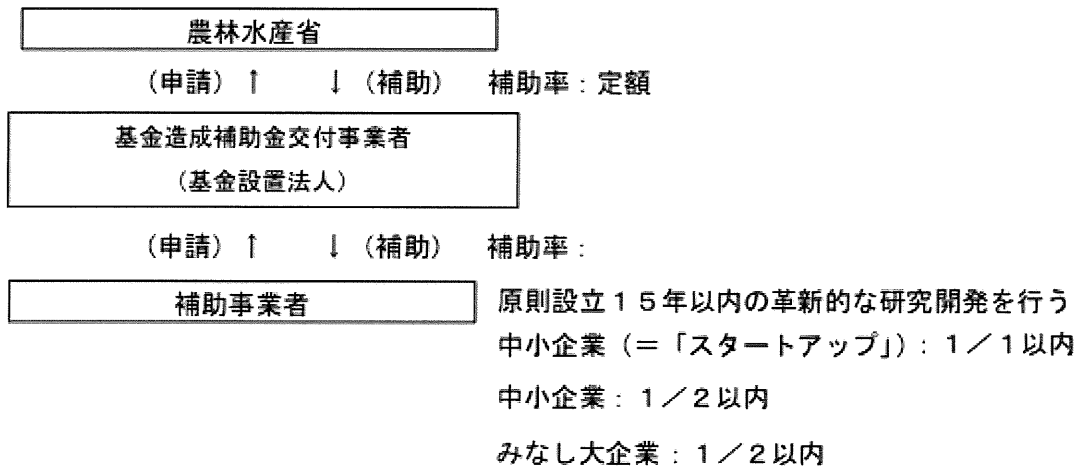 農林水産省
（申請）↑　↓（補助）　補助率：定額
基金造成補助金交付事業者
（基金設置法人）
（申請）↑　↓（補助）　補助率：
補助事業者　原則設立１５年以内の革新的な研究開発を行う
中小企業（＝「スタートアップ」）：１／１以内
中小企業：１／２以内
みなし大企業：１／２以内